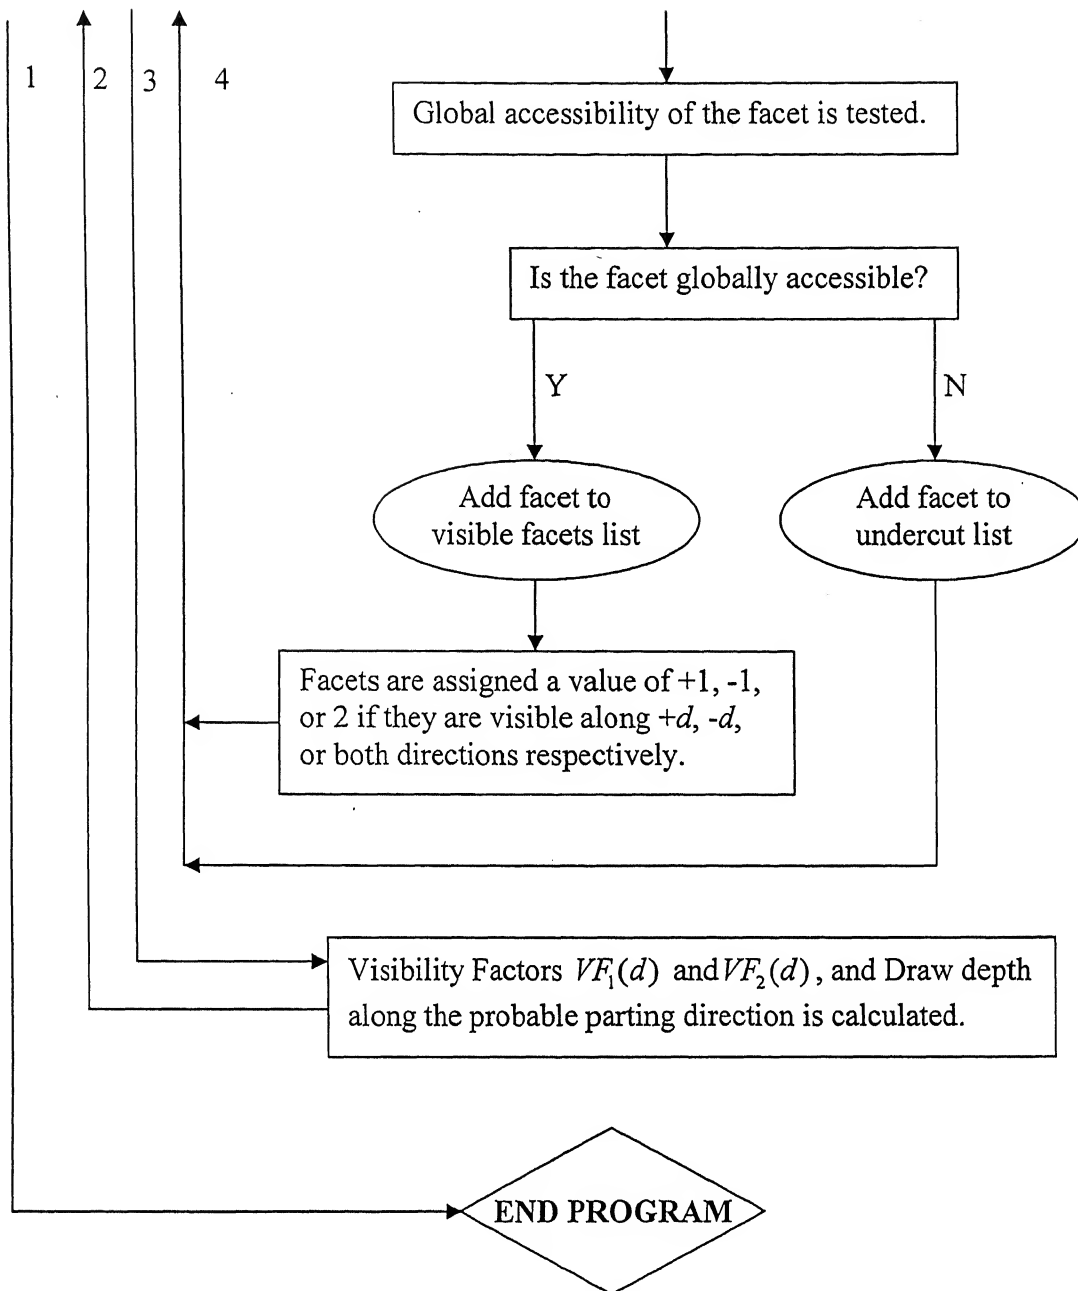 1 2 3 4
Global accessibility of the facet is tested.
Is the facet globally accessible?
Y N
Add facet to
visible facets list
Add facet to
undercut list
Facets are assigned a value of +1, -1,
or 2 if they are visible along +d, -d,
or both directions respectively.
Visibility Factors VF₁(d) and VF₂(d), and Draw depth
along the probable parting direction is calculated.
END PROGRAM